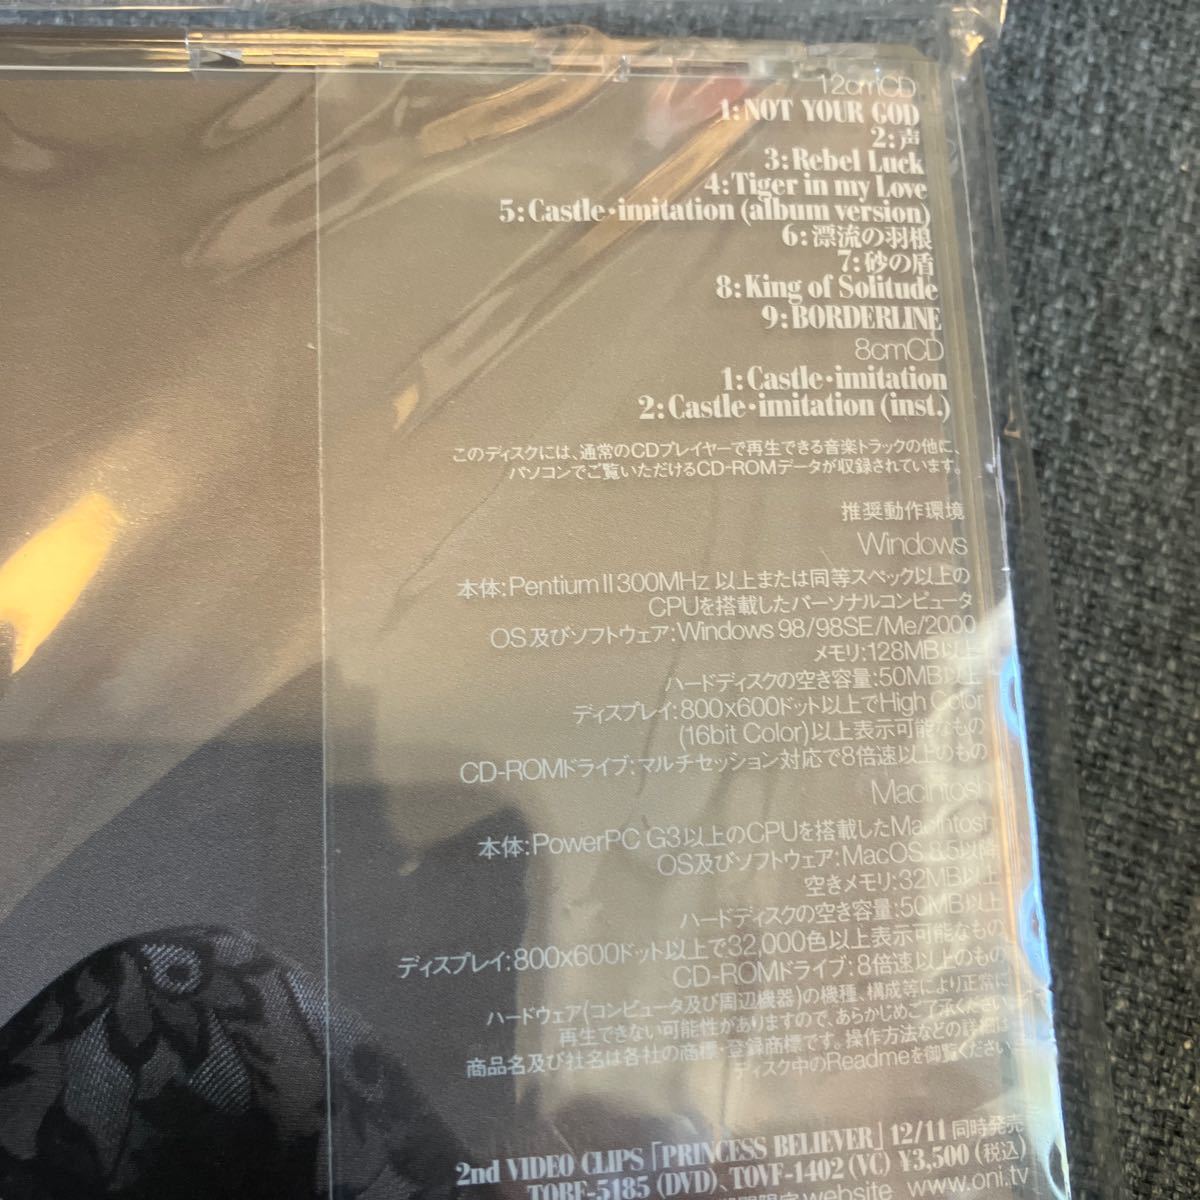 12cmCD
1:NOT YOUR GOD
2:声
3:Rebel Luck
4:Tiger in my Love
5:Castle・imitation (album version)
6:漂流の羽根
7:砂の盾
8:King of Solitude
9:BORDERLINE
8cmCD
1:Castle・imitation
2:Castle・imitation (inst.)
このディスクには、通常のCDプレイヤーで再生できる音楽トラックの他に、
パソコンでご覧いただけるCD-ROMデータが収録されています。
推奨動作環境
Windows
本体:Pentium II 300MHz 以上または同等スペック以上の
CPUを搭載したパーソナルコンピュータ
OS及びソフトウェア:Windows 98/98SE/Me/2000
メモリ:128MB以上
ハードディスクの空き容量:50MB以上
ディスプレイ:800x600ドット以上でHigh Color
(16bit Color)以上表示可能なもの
CD-ROMドライブ:マルチセッション対応で8倍速以上のもの
Macintosh
本体:PowerPC G3以上のCPUを搭載したMacintosh
OS及びソフトウェア:MacOS 8.5以降
空きメモリ:32MB以上
ハードディスクの空き容量:50MB以上
ディスプレイ:800x600ドット以上で32,000色以上表示可能なもの
CD-ROMドライブ:8倍速以上のもの
ハードウェア(コンピュータ及び周辺機器)の機種、構成等により正常に
再生できない可能性がありますので、あらかじめご了承ください
商品名及び社名は各社の商標・登録商標です。操作方法などの詳細は
ディスク中のReadmeを御覧ください
2nd VIDEO CLIPS「PRINCESS BELIEVER」12/11 同時発売
TOBF-5185 (DVD)、TOVF-1402 (VC) ¥3,500 (税込)
期間限定website www.oni.tv